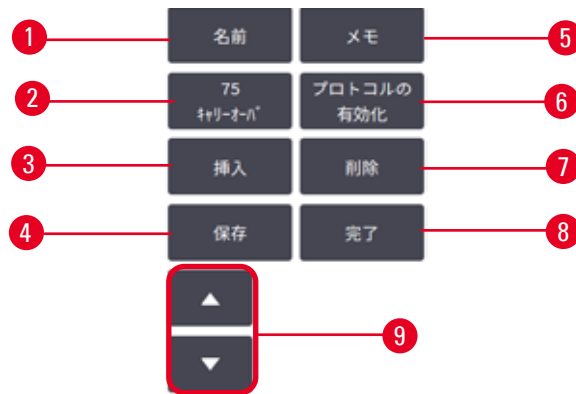 1 名前 メモ 5
2 75 プロトコルの 6
ｷｬﾘｰｵｰﾊﾞ 有効化
3 挿入 削除 7
4 保存 完了 8
▲
9
▼